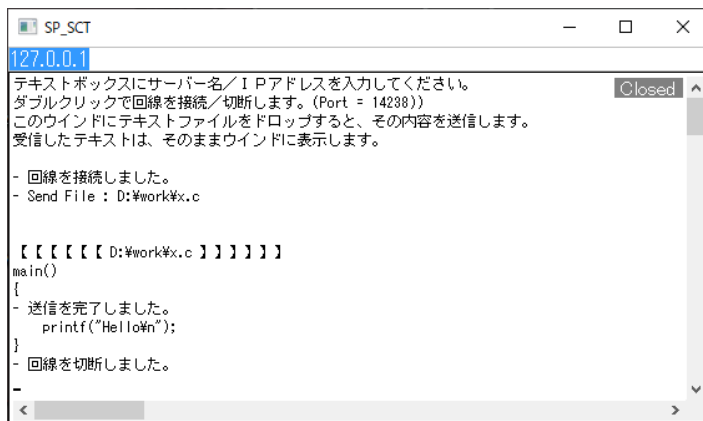 SP_SCT
127.0.0.1
テキストボックスにサーバー名／ＩＰアドレスを入力してください。
Closed
ダブルクリックで回線を接続／切断します。(Port = 14238))
このウインドにテキストファイルをドロップすると、その内容を送信します。
受信したテキストは、そのままウインドに表示します。
- 回線を接続しました。
- Send File : D:¥work¥x.c
【【【【【【 D:¥work¥x.c 】】】】】】
main()
{
- 送信を完了しました。
printf("Hello¥n");
}
- 回線を切断しました。